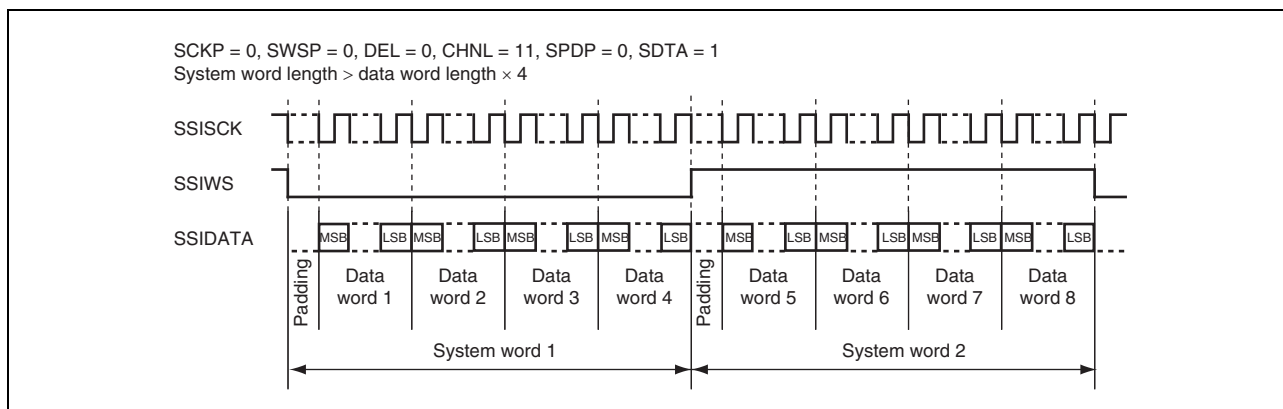 SCKP = 0, SWSP = 0, DEL = 0, CHNL = 11, SPDP = 0, SDTA = 1
System word length > data word length × 4
SSISCK
SSIWS
SSIDATA
MSB LSB MSB LSB MSB LSB MSB LSB MSB LSB MSB LSB MSB LSB MSB LSB
Padding
Data word 1
Data word 2
Data word 3
Data word 4
Padding
Data word 5
Data word 6
Data word 7
Data word 8
System word 1
System word 2